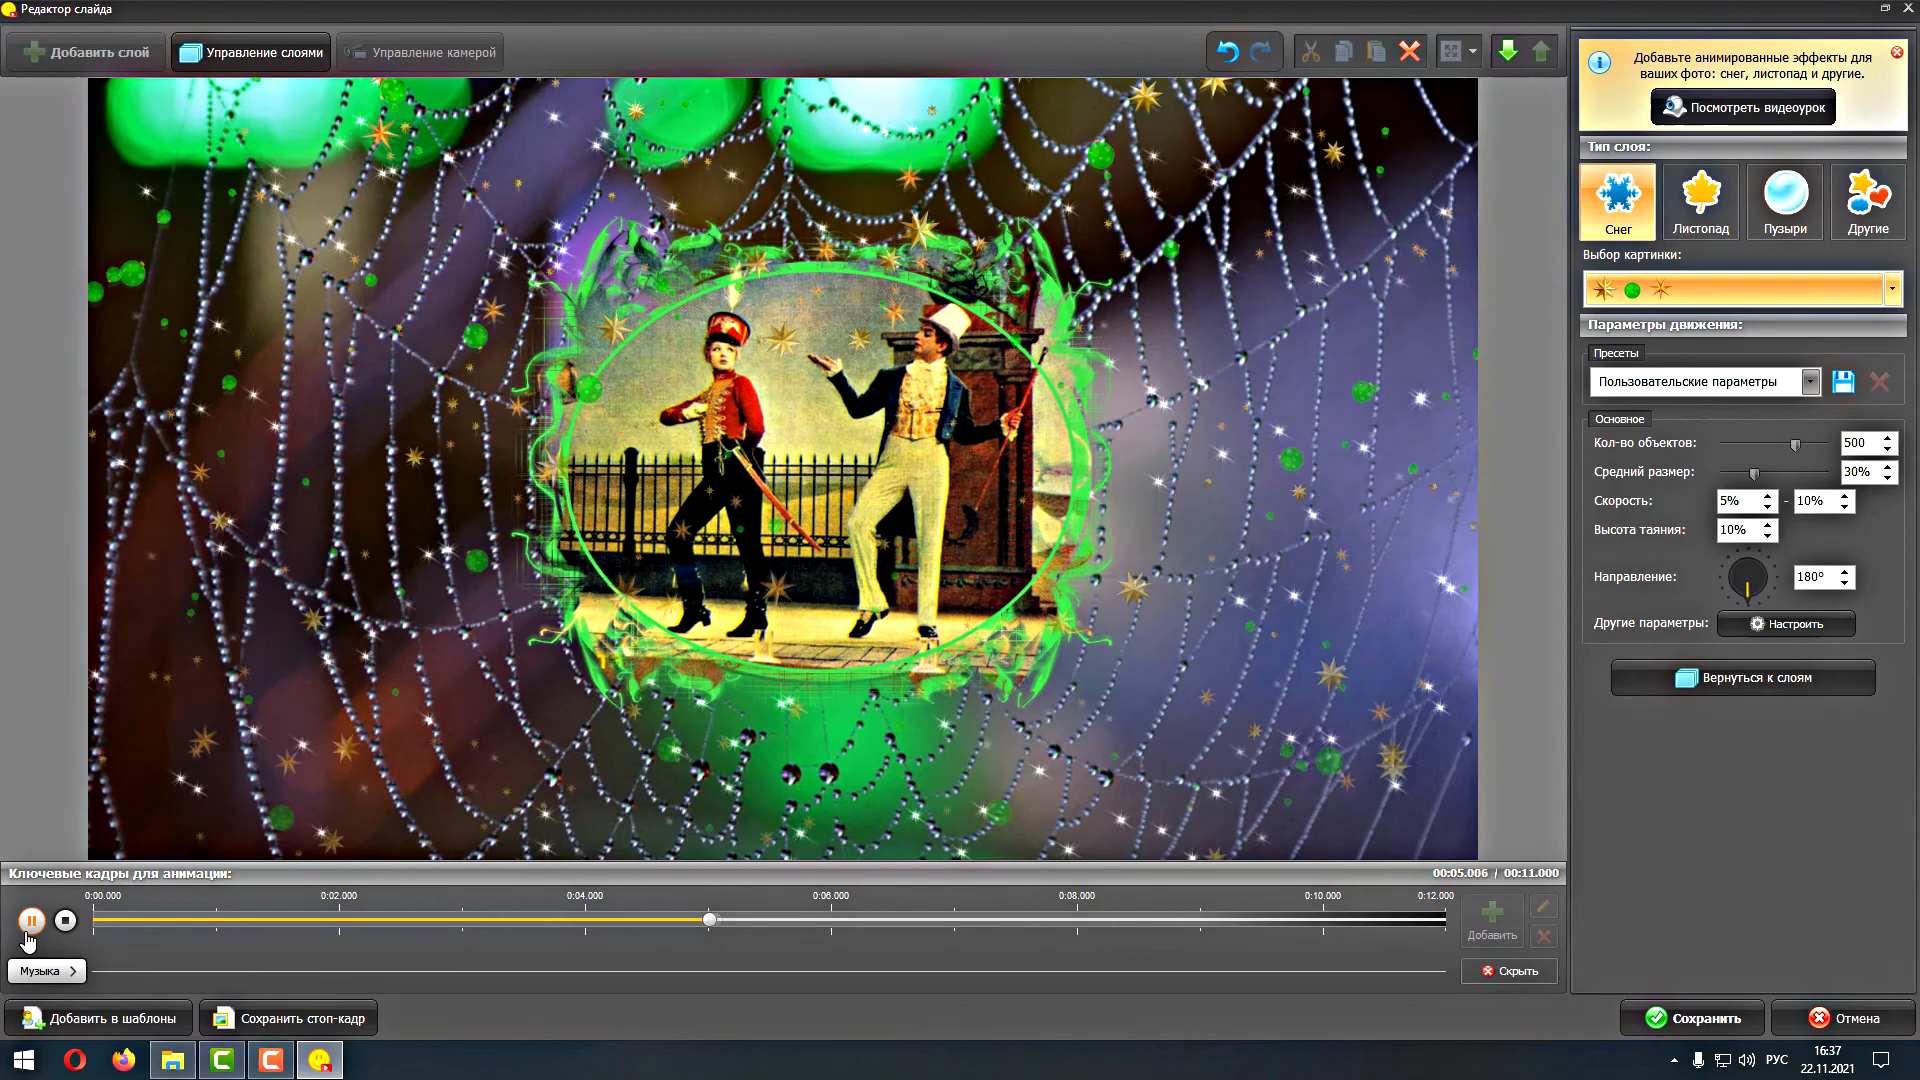 Редактор слайда
Добавить слой
Управление слоями
Управление камерой
Добавьте анимированные эффекты для
ваших фото: снег, листопад и другие.
Посмотреть видеоурок
Тип слоя:
Снег
Листопад
Пузыри
Другие
Выбор картинки:
Параметры движения:
Пресеты
Пользовательские параметры
Основное
Кол-во объектов: 500
Средний размер: 30%
Скорость: 5% - 10%
Высота таяния: 10%
Направление: 180°
Другие параметры: Настроить
Вернуться к слоям
Ключевые кадры для анимации:
00:05.006 / 00:11.000
0:00.000 0:02.000 0:04.000 0:06.000 0:08.000 0:10.000 0:12.000
Добавить
Музыка
Скрыть
Добавить в шаблоны
Сохранить стоп-кадр
Сохранить
Отмена
РУС
16:37
22.11.2021